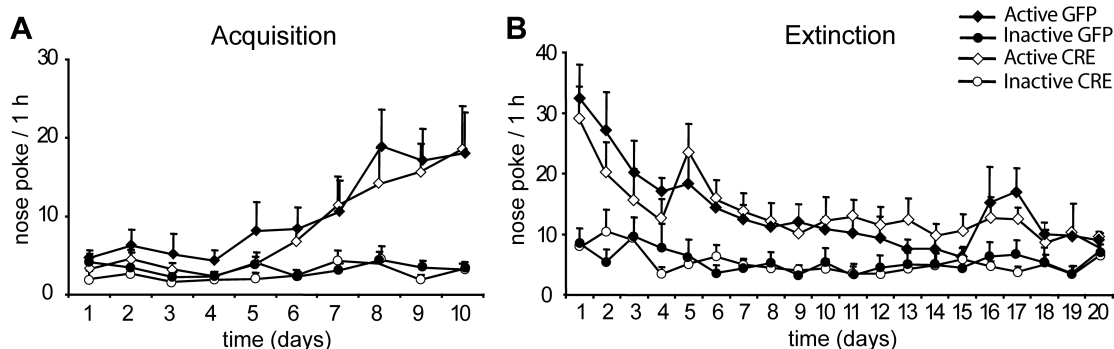 A
Acquisition
nose poke / 1 h
30
20
10
0
1 2 3 4 5 6 7 8 9 10
time (days)
B
Extinction
nose poke / 1 h
40
30
20
10
0
1 2 3 4 5 6 7 8 9 10 11 12 13 14 15 16 17 18 19 20
time (days)
Active GFP
Inactive GFP
Active CRE
Inactive CRE